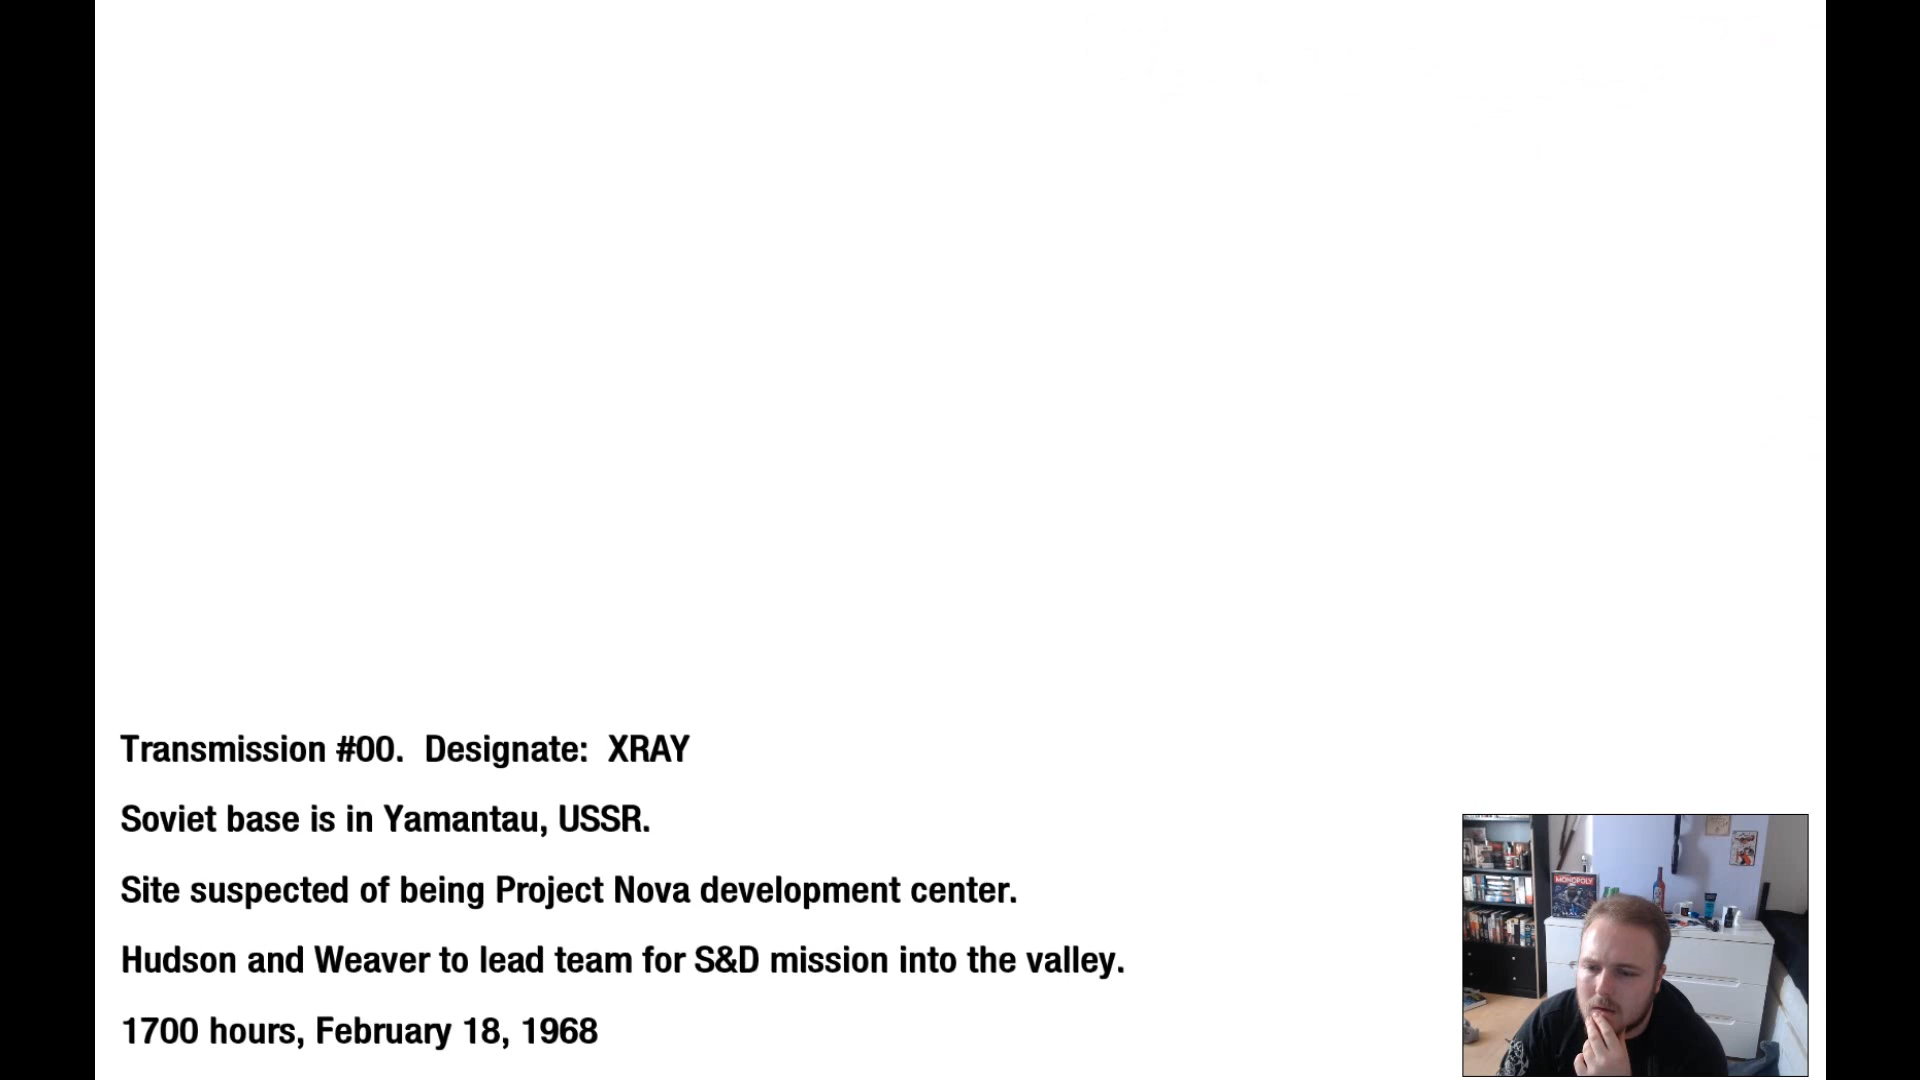 Transmission #00.  Designate:  XRAY
Soviet base is in Yamantau, USSR.
Site suspected of being Project Nova development center.
Hudson and Weaver to lead team for S&D mission into the valley.
1700 hours, February 18, 1968
MONOPOLY